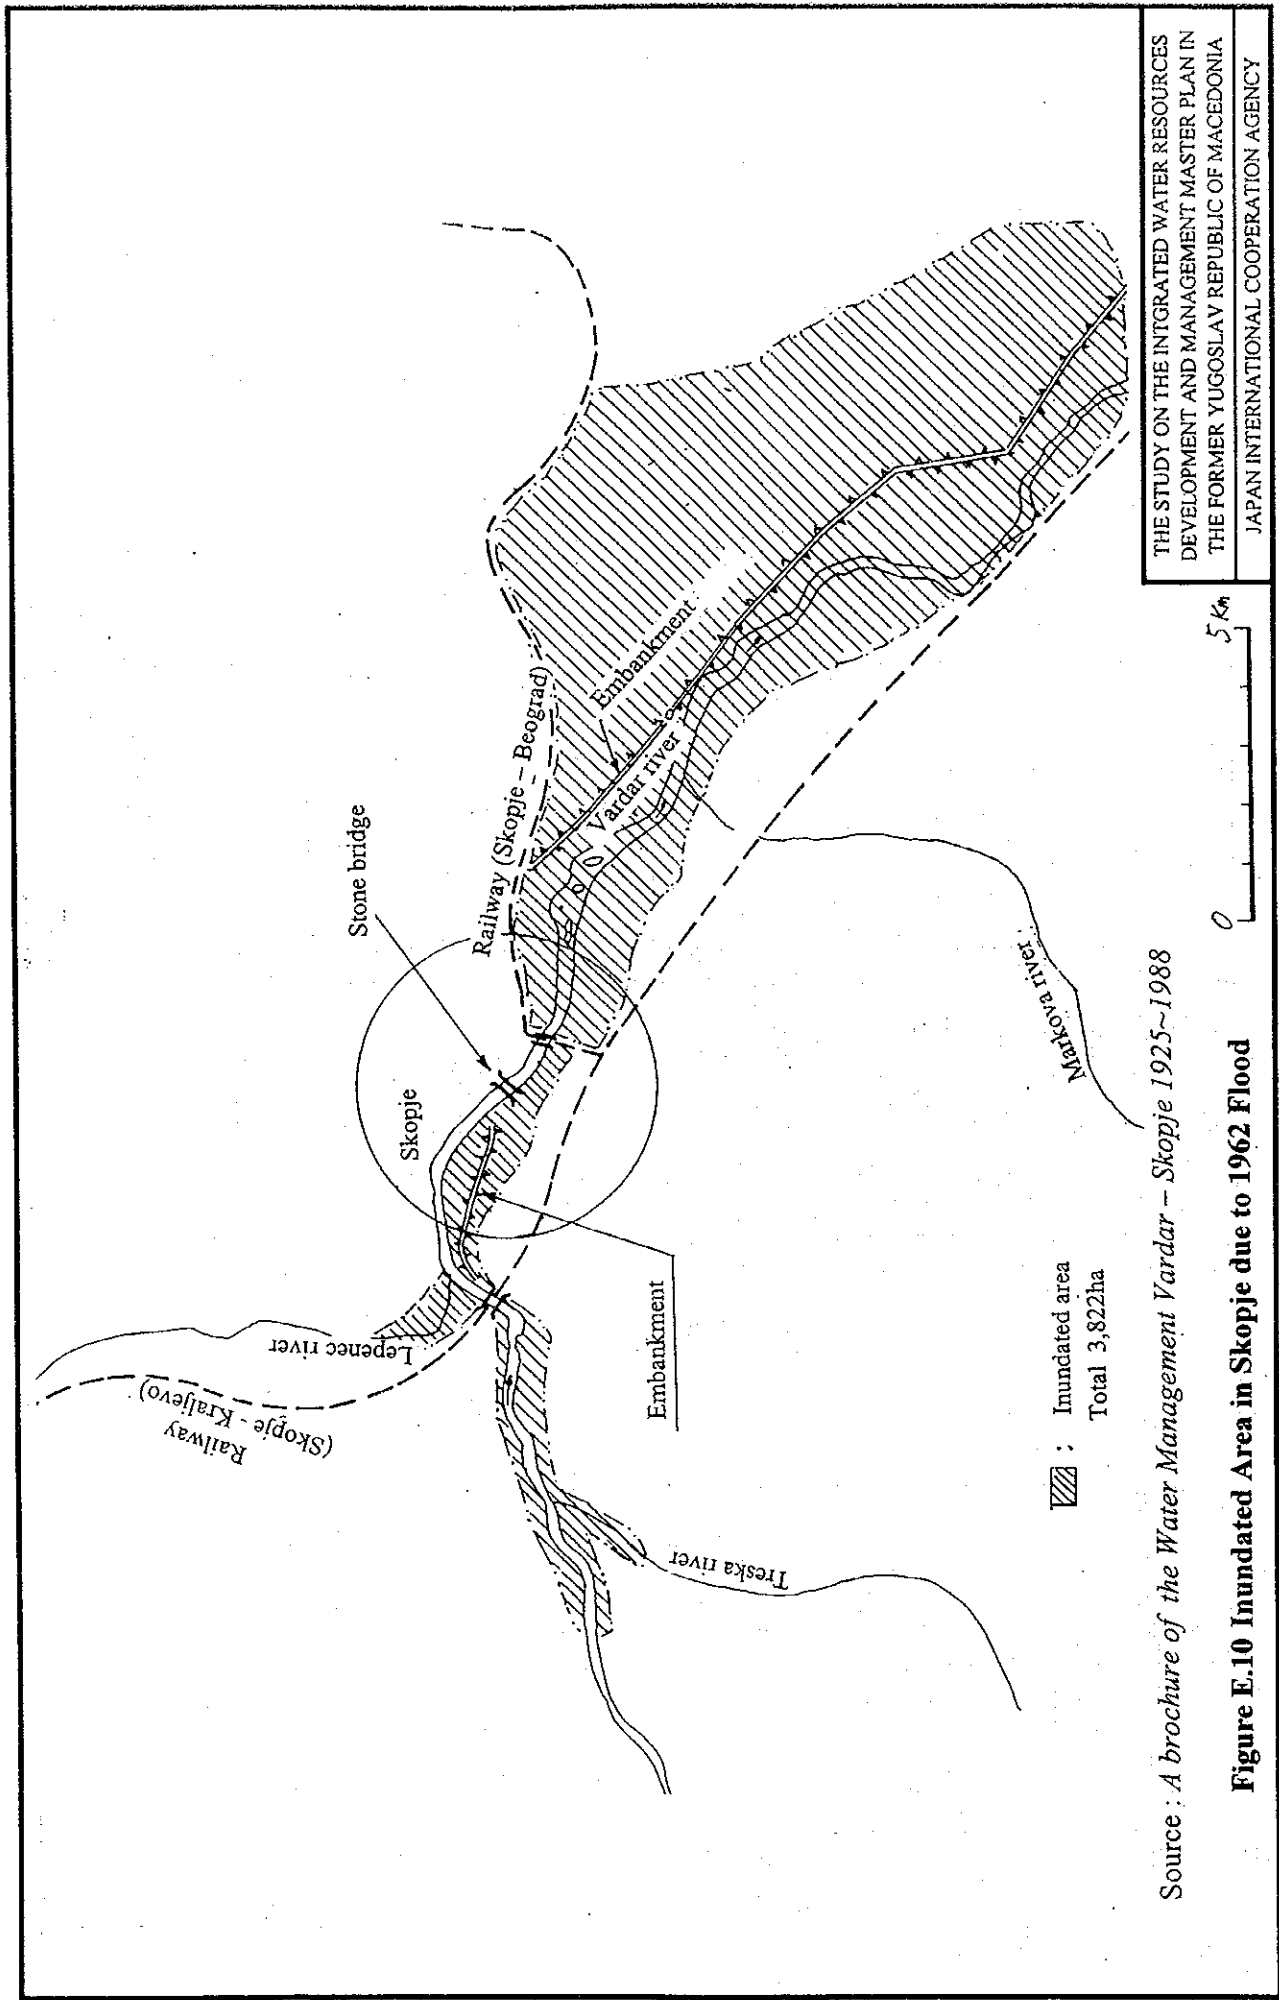 Railway
(Skopje - Kraljevo)
Lepenec river
Skopje
Stone bridge
Railway (Skopje – Beograd)
Embankment
Vardar river
Embankment
Treska river
Markova river
: Inundated area
Total 3,822ha
0 5 Km
Source : A brochure of the Water Management Vardar – Skopje 1925~1988
Figure E.10 Inundated Area in Skopje due to 1962 Flood
THE STUDY ON THE INTGRATED WATER RESOURCES
DEVELOPMENT AND MANAGEMENT MASTER PLAN IN
THE FORMER YUGOSLAV REPUBLIC OF MACEDONIA
JAPAN INTERNATIONAL COOPERATION AGENCY